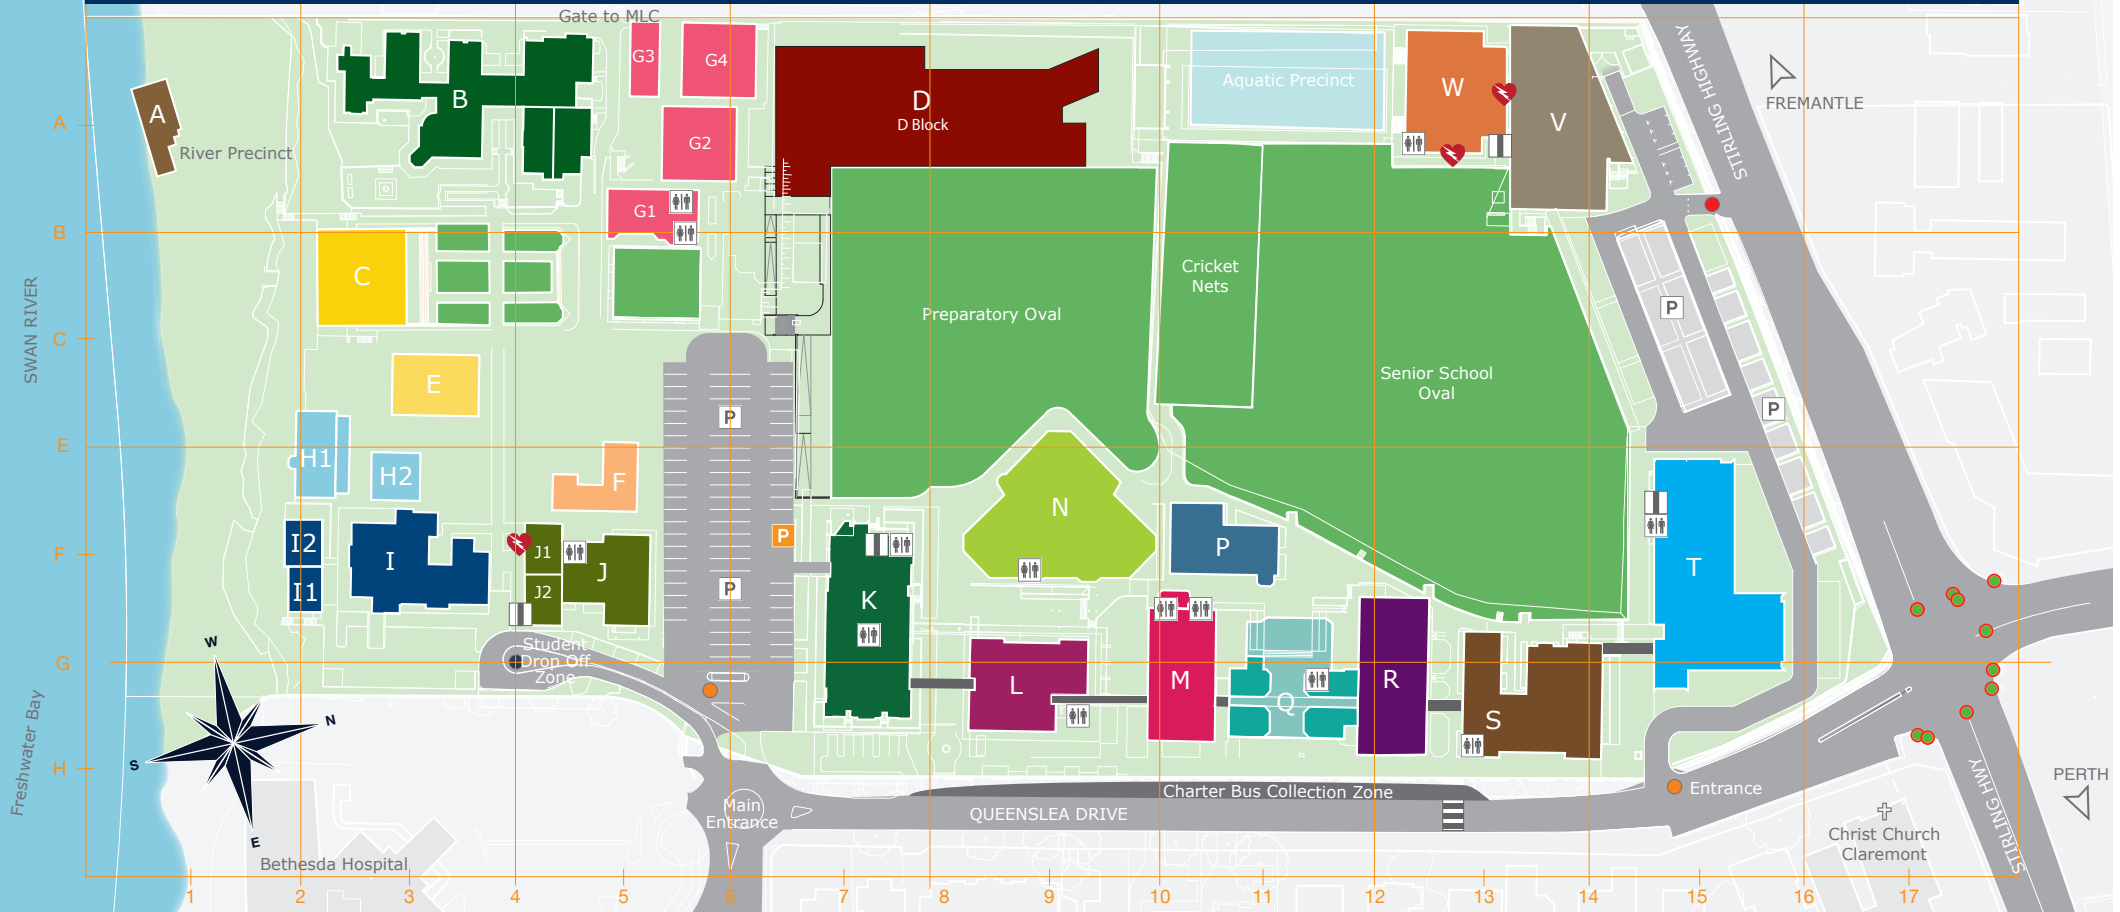 Gate to MLC
G3
G4
B
A
G2
River Precinct
G1
D
D Block
Aquatic Precinct
W
V
STIRLING HIGHWAY
FREMANTLE
A
B
C
E
F
G
H
SWAN RIVER
Freshwater Bay
C
E
Preparatory Oval
Cricket
Nets
Senior School
Oval
P
P
P
P
P
H1
H2
F
I2
I1
I
J1
J2
J
K
N
P
T
Student
Drop Off
Zone
L
M
Q
R
S
W
N
S
E
Main
Entrance
QUEENSLEA DRIVE
Charter Bus Collection Zone
Entrance
Bethesda Hospital
Christ Church
Claremont
STIRLING HWY
PERTH
1
2
3
4
5
6
7
8
9
10
11
12
13
14
15
16
17